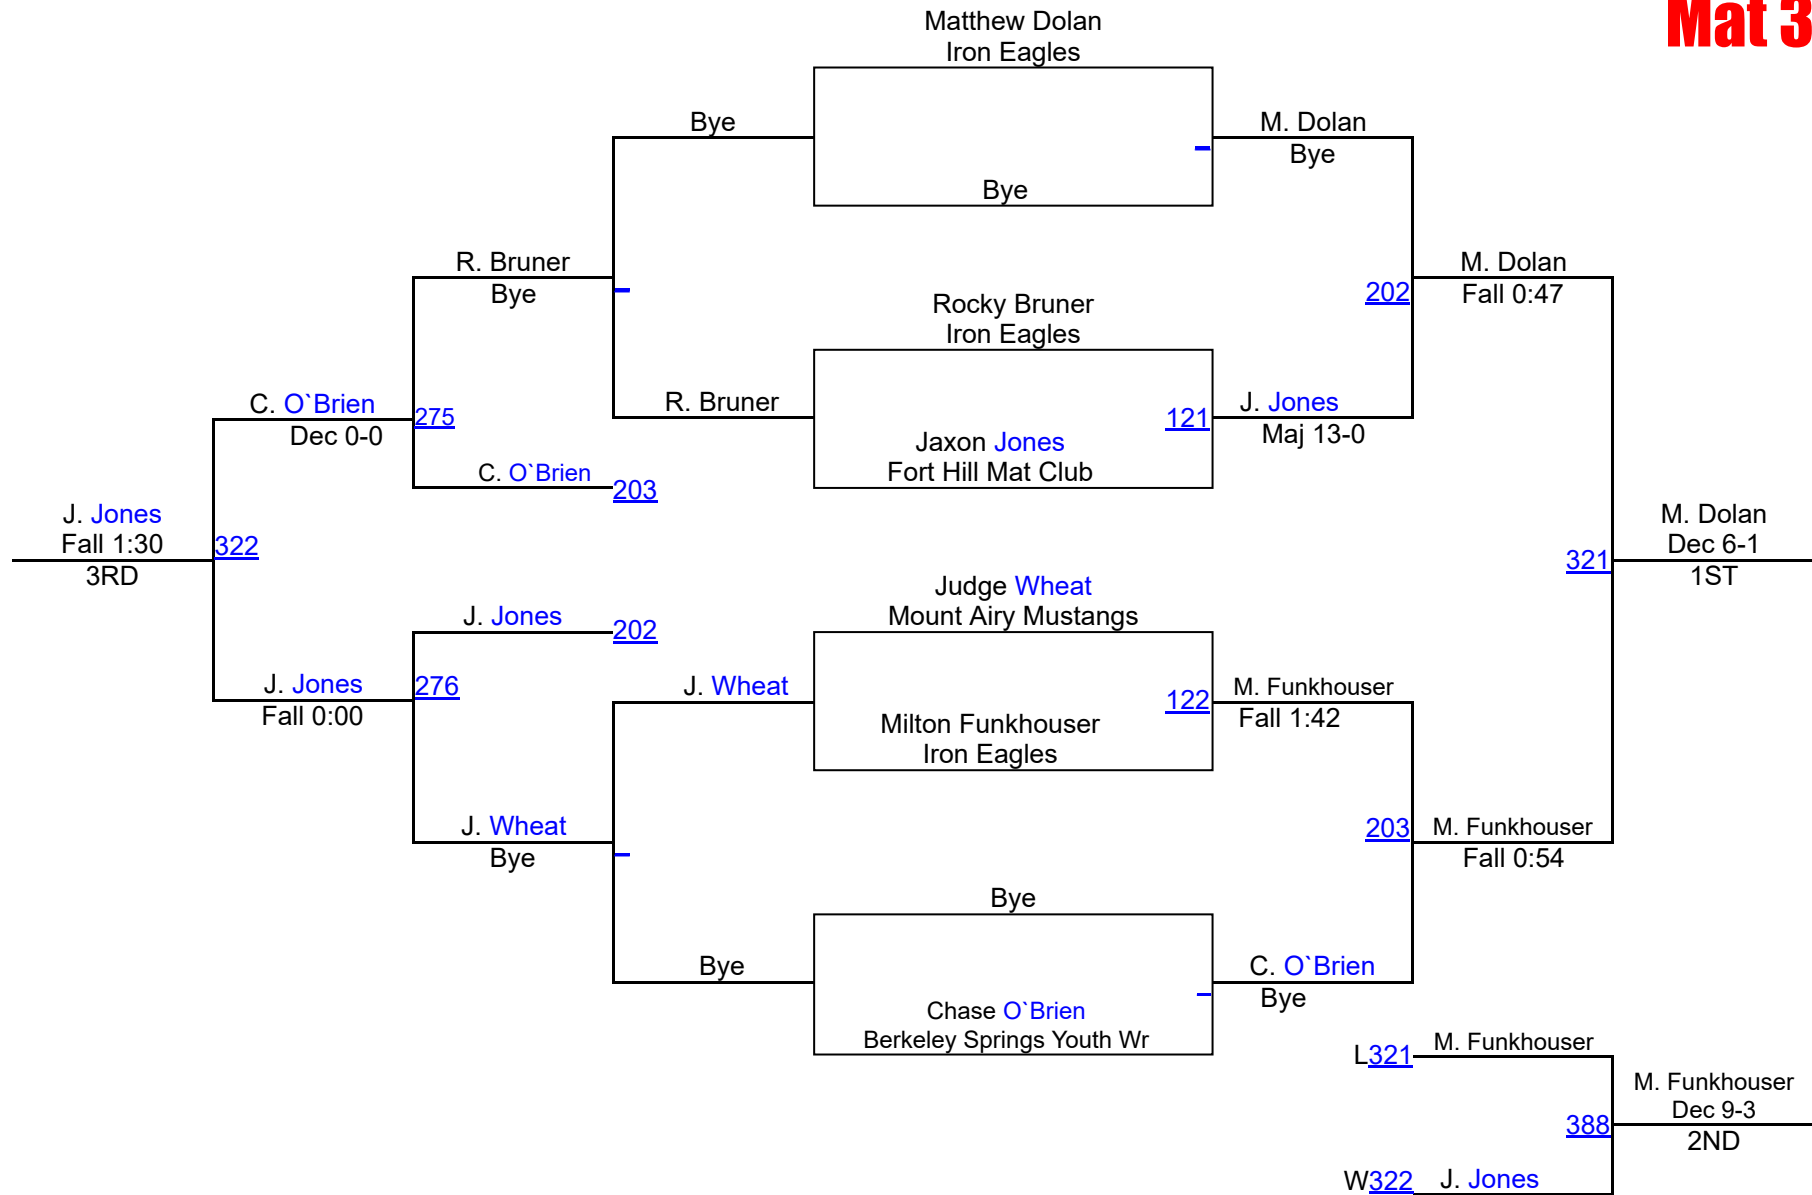 Mat 3
Matthew Dolan
Iron Eagles
Bye
M. Dolan
Bye
Bye
R. Bruner
Bye
M. Dolan
Fall 0:47
202
Rocky Bruner
Iron Eagles
C. O`Brien
Dec 0-0
275
R. Bruner
121
J. Jones
Maj 13-0
Jaxon Jones
Fort Hill Mat Club
C. O`Brien
203
J. Jones
Fall 1:30
3RD
322
M. Dolan
Dec 6-1
1ST
321
Judge Wheat
Mount Airy Mustangs
J. Jones
202
J. Jones
Fall 0:00
276
J. Wheat
122
M. Funkhouser
Fall 1:42
Milton Funkhouser
Iron Eagles
J. Wheat
Bye
203
M. Funkhouser
Fall 0:54
Bye
Bye
C. O`Brien
Bye
Chase O`Brien
Berkeley Springs Youth Wr
L321
M. Funkhouser
M. Funkhouser
Dec 9-3
2ND
388
W322
J. Jones